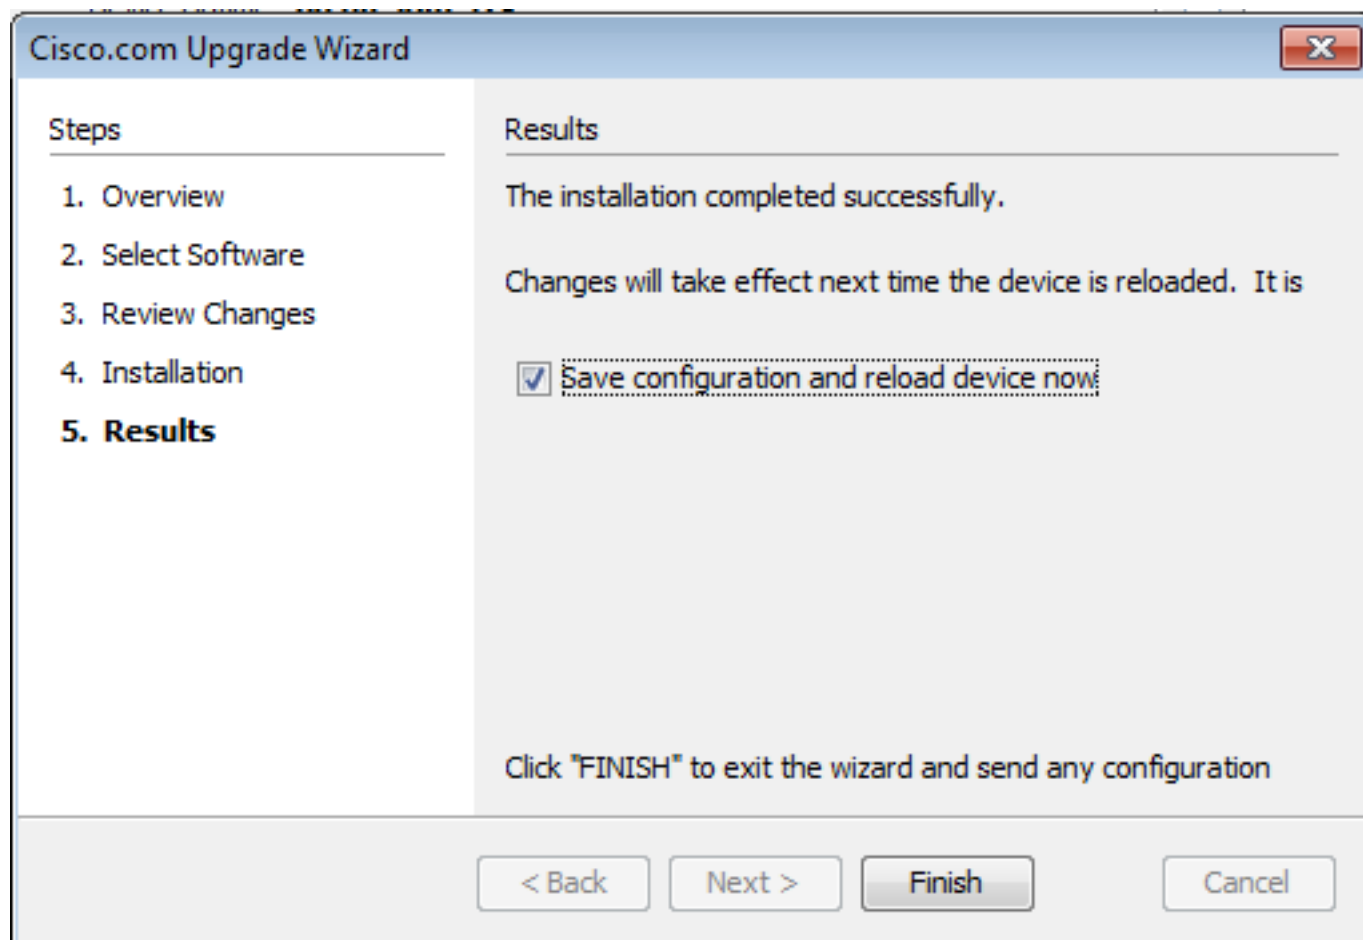 Cisco.com Upgrade Wizard
Steps
1. Overview
2. Select Software
3. Review Changes
4. Installation
5. Results
Results
The installation completed successfully.
Changes will take effect next time the device is reloaded. It is
Save configuration and reload device now
Click "FINISH" to exit the wizard and send any configuration
< Back
Next >
Finish
Cancel